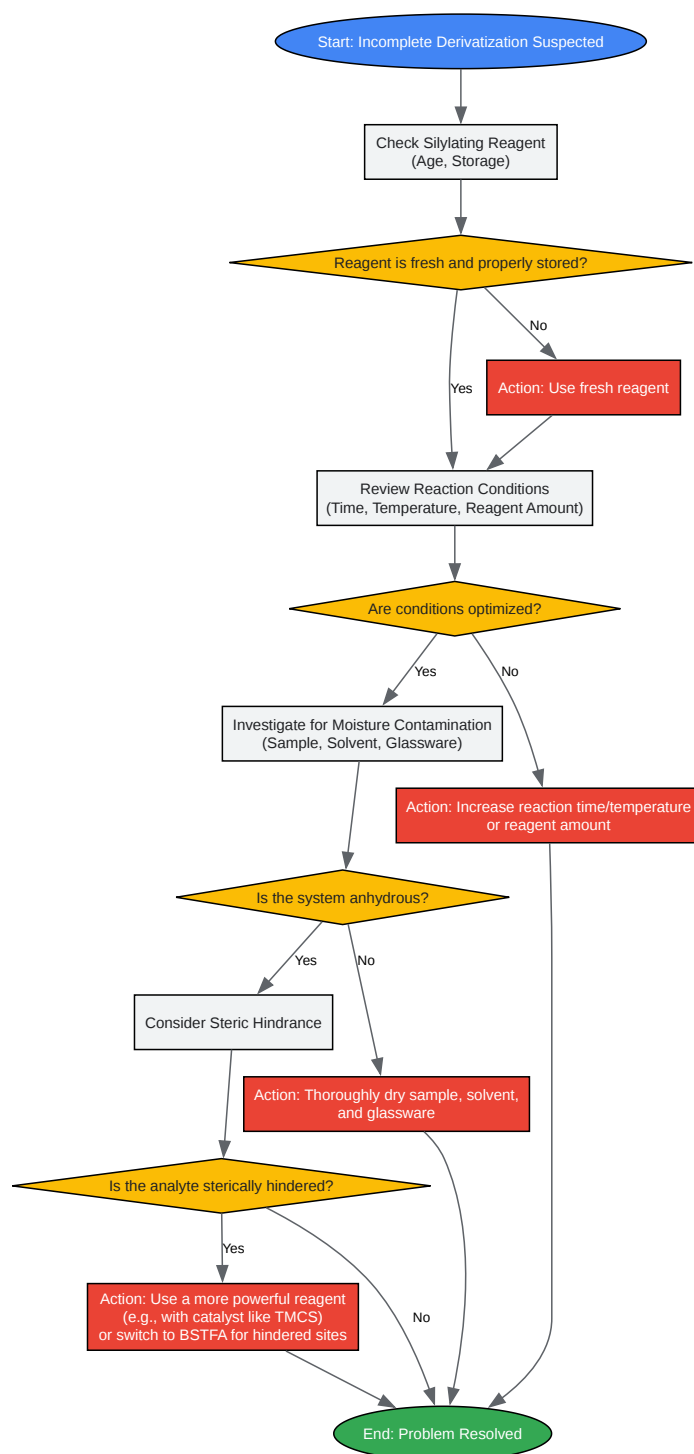 Start: Incomplete Derivatization Suspected
Check Silylating Reagent
(Age, Storage)
Reagent is fresh and properly stored?
No
Yes
Action: Use fresh reagent
Review Reaction Conditions
(Time, Temperature, Reagent Amount)
Are conditions optimized?
Yes
No
Investigate for Moisture Contamination
(Sample, Solvent, Glassware)
Action: Increase reaction time/temperature
or reagent amount
Is the system anhydrous?
Yes
No
Consider Steric Hindrance
Action: Thoroughly dry sample, solvent,
and glassware
Is the analyte sterically hindered?
Yes
No
Action: Use a more powerful reagent
(e.g., with catalyst like TMCS)
or switch to BSTFA for hindered sites
End: Problem Resolved